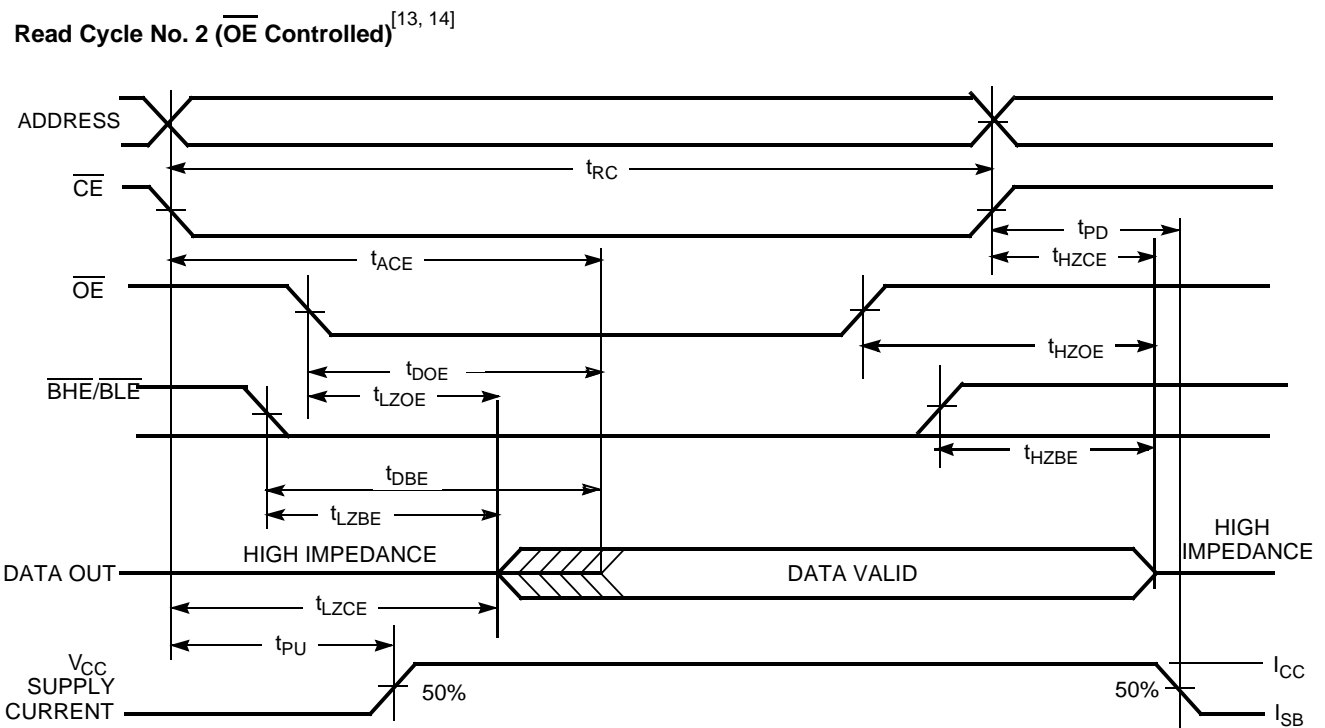 Read Cycle No. 2 (OE Controlled)[13, 14]
ADDRESS
tRC
CE
tPD
tACE
tHZCE
OE
tHZOE
tDOE
BHE/BLE
tLZOE
tHZBE
tDBE
tLZBE
HIGH IMPEDANCE
HIGH
IMPEDANCE
DATA OUT
DATA VALID
tLZCE
tPU
VCC
SUPPLY
CURRENT
50%
50%
ICC
ISB